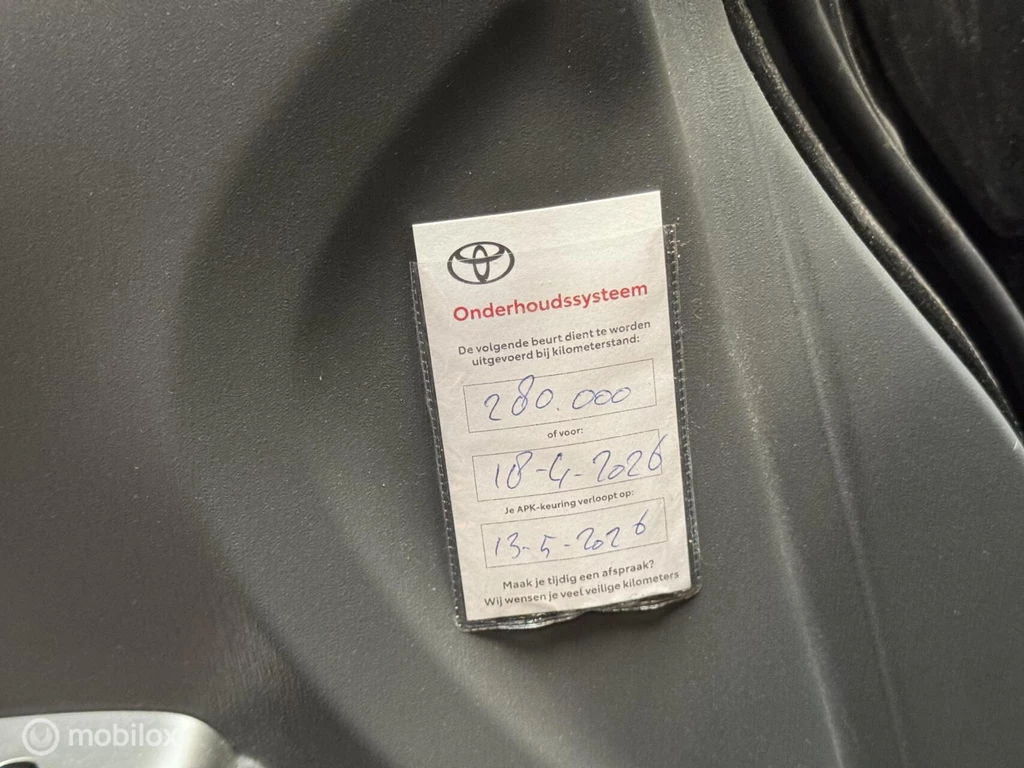 Onderhoudssysteem
De volgende beurt dient te worden
uitgevoerd bij kilometerstand:
280.000
of voor:
18-4-2026
Je APK-keuring verloopt op:
13-5-2026
Maak je tijdig een afspraak?
Wij wensen je veel veilige kilometers
mobilox